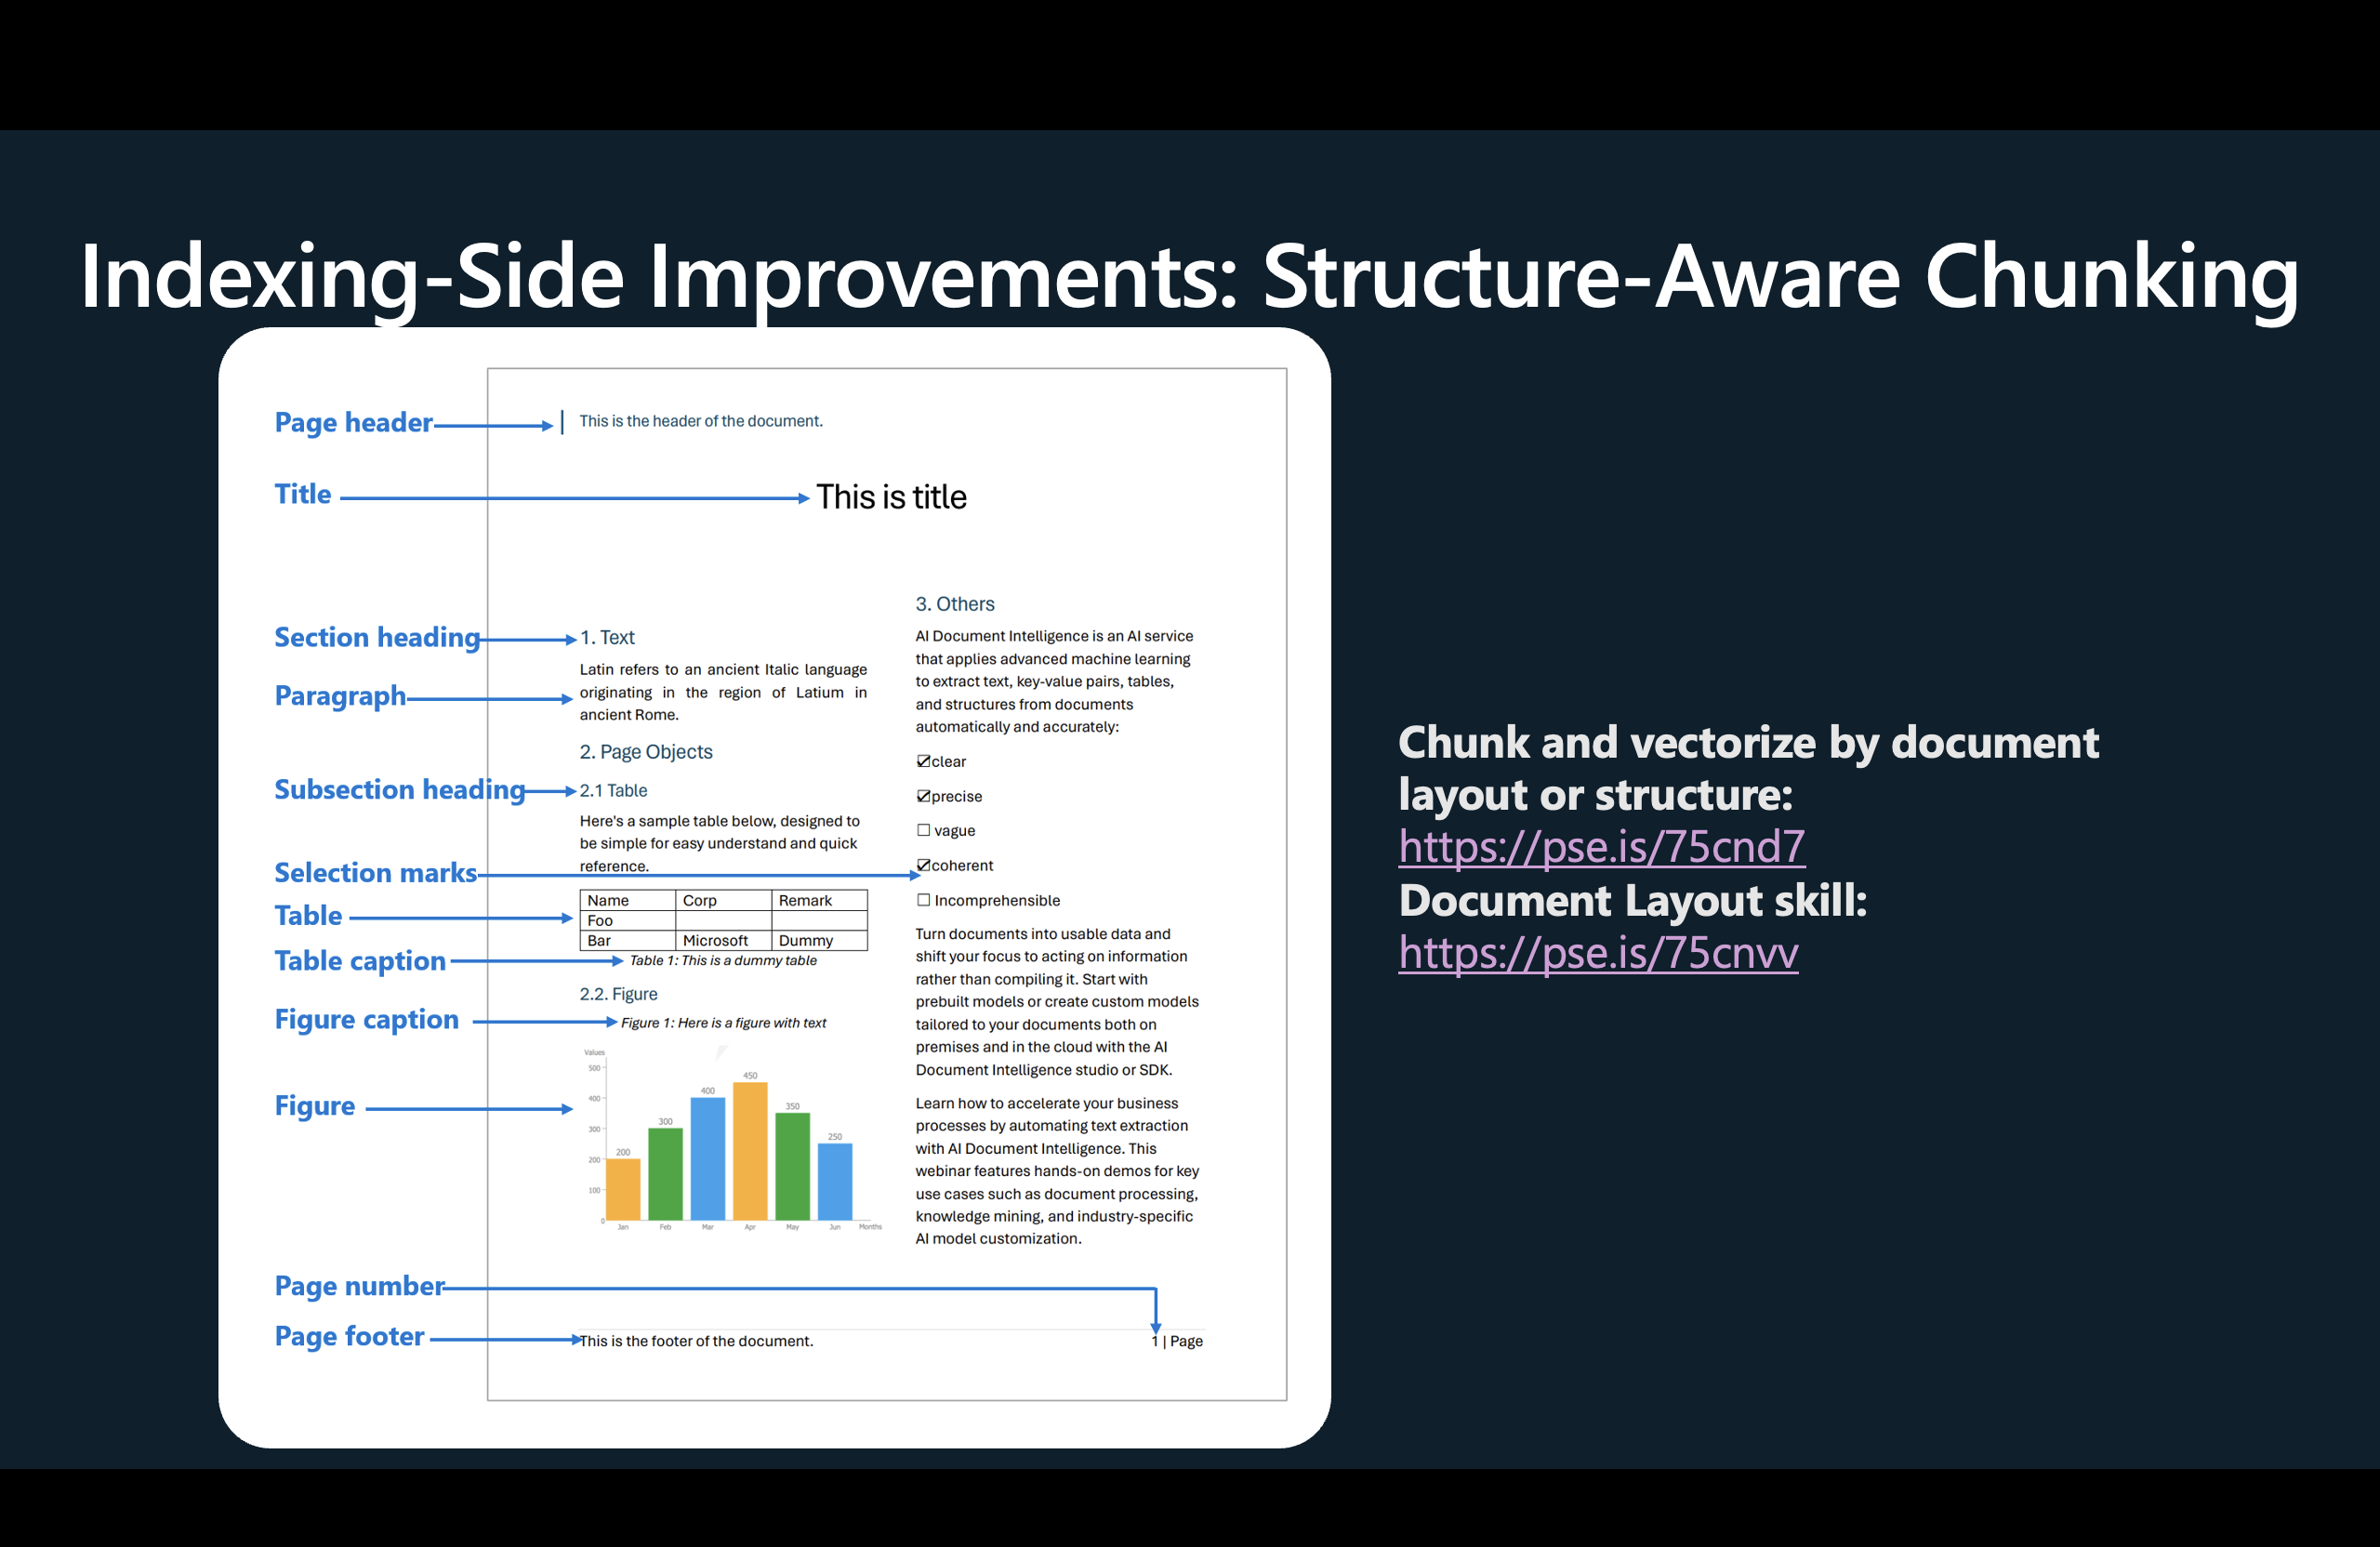 Indexing-Side Improvements: Structure-Aware Chunking
Page header
This is the header of the document.
Title
This is title
Section heading
1. Text
Paragraph
Latin refers to an ancient Italic language
originating in the region of Latium in
ancient Rome.
2. Page Objects
Subsection heading
2.1 Table
Here's a sample table below, designed to
be simple for easy understand and quick
reference.
Selection marks
Table
Name Corp Remark
Foo
Bar Microsoft Dummy
Table caption
Table 1: This is a dummy table
2.2. Figure
Figure caption
Figure 1: Here is a figure with text
Figure
Values
500
400
300
200
100
0
200
300
400
450
350
250
Jan Feb Mar Apr May Jun Months
3. Others
AI Document Intelligence is an AI service
that applies advanced machine learning
to extract text, key-value pairs, tables,
and structures from documents
automatically and accurately:
☑clear
☑precise
☐ vague
☑coherent
☐ Incomprehensible
Turn documents into usable data and
shift your focus to acting on information
rather than compiling it. Start with
prebuilt models or create custom models
tailored to your documents both on
premises and in the cloud with the AI
Document Intelligence studio or SDK.
Learn how to accelerate your business
processes by automating text extraction
with AI Document Intelligence. This
webinar features hands-on demos for key
use cases such as document processing,
knowledge mining, and industry-specific
AI model customization.
Page number
Page footer
This is the footer of the document.
1 | Page
Chunk and vectorize by document
layout or structure:
https://pse.is/75cnd7
Document Layout skill:
https://pse.is/75cnvv